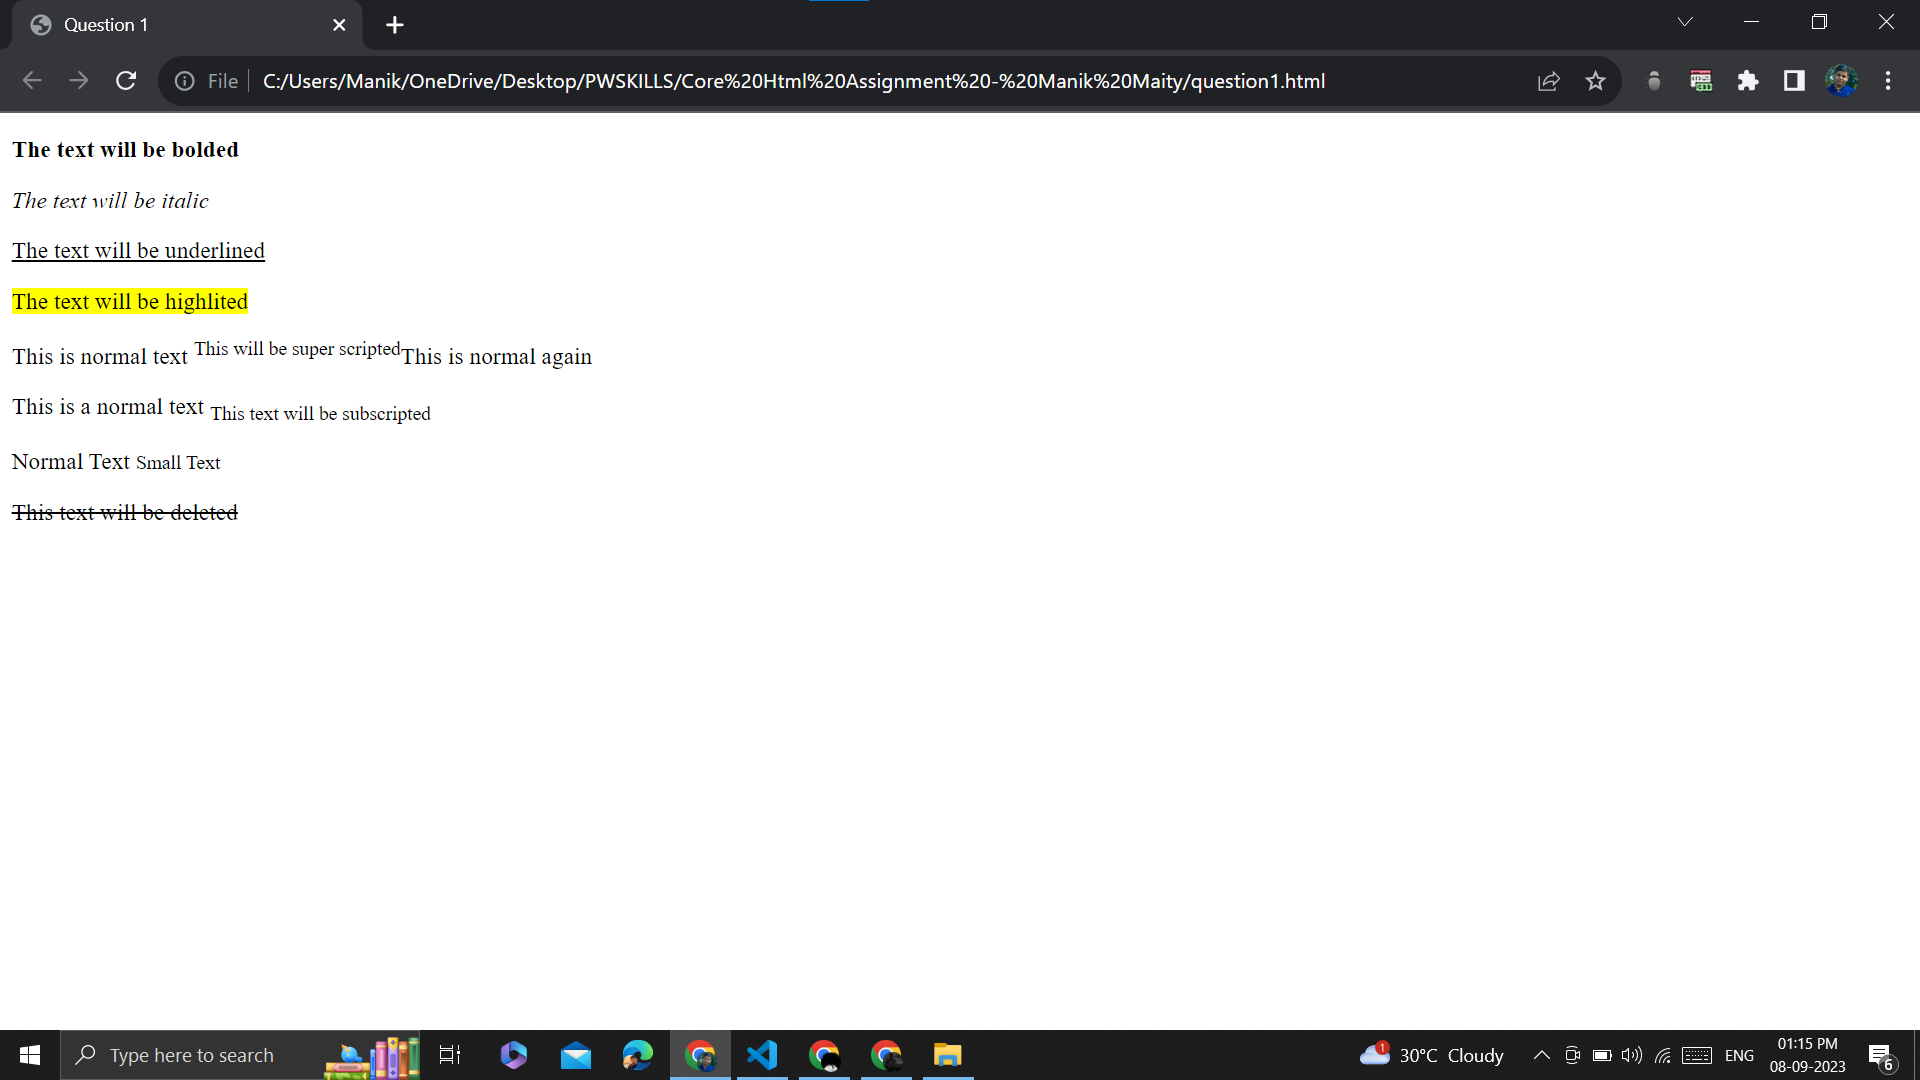 Question 1
File C:/Users/Manik/OneDrive/Desktop/PWSKILLS/Core%20Html%20Assignment%20-%20Manik%20Maity/question1.html
The text will be bolded
The text will be italic
The text will be underlined
The text will be highlited
This is normal text This will be super scriptedThis is normal again
This is a normal text This text will be subscripted
Normal Text Small Text
This text will be deleted
Type here to search
1
30°C Cloudy
ENG
01:15 PM
08-09-2023
6